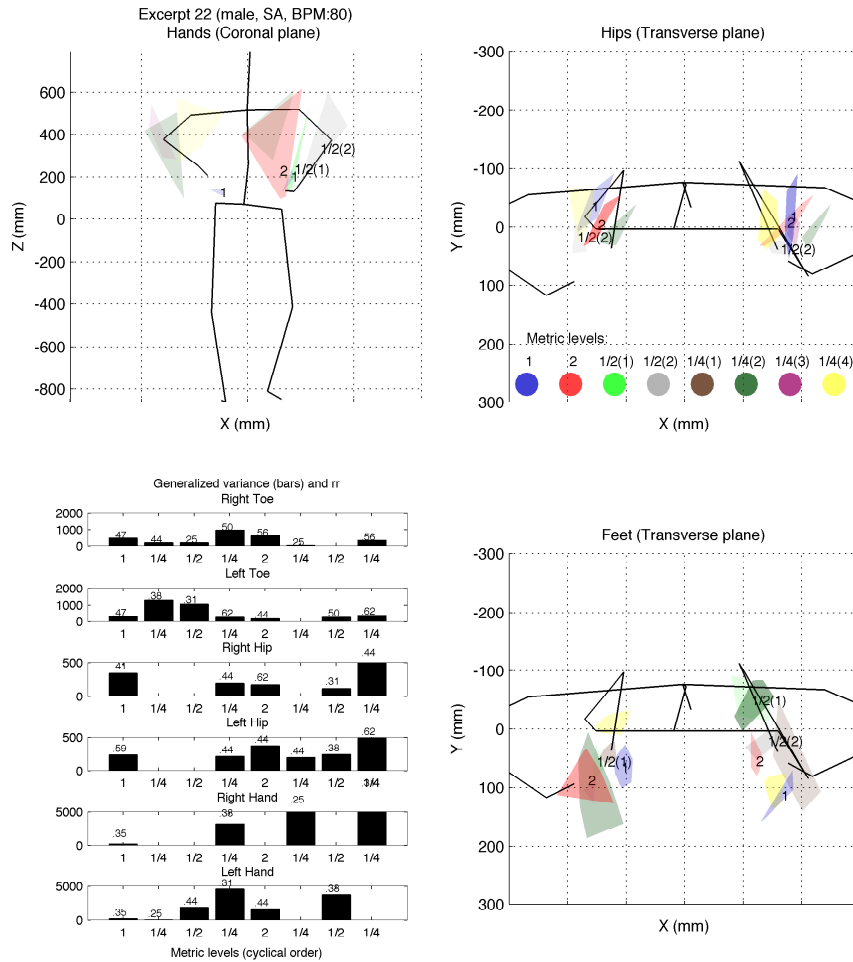 Excerpt 22 (male, SA, BPM:80)
Hands (Coronal plane)
600
400
200
0
-200
-400
-600
-800
Z (mm)
X (mm)
1/2(2)
2
1/2(1)
1
1
Hips (Transverse plane)
-300
-200
-100
0
100
200
300
Y (mm)
X (mm)
1
2
1/2(2)
1
2
1/2(2)
Metric levels:
1 2 1/2(1) 1/2(2) 1/4(1) 1/4(2) 1/4(3) 1/4(4)
Generalized variance (bars) and rr
Right Toe
2000
1000
0
.47 .44 .25 .50 .56 .25 .56
1 1/4 1/2 1/4 2 1/4 1/2 1/4
Left Toe
2000
1000
0
.47 .38 .31 .62 .44 .50 .62
1 1/4 1/2 1/4 2 1/4 1/2 1/4
Right Hip
500
0
.41 .44 .62 .31 .44
1 1/4 1/2 1/4 2 1/4 1/2 1/4
Left Hip
500
0
.59 .44 .44 .44 .38 .62
1 1/4 1/2 1/4 2 1/4 1/2 1/4
Right Hand
5000
0
.35 .38 .25
1 1/4 1/2 1/4 2 1/4 1/2 1/4
Left Hand
5000
0
.35 .25 .44 .31 .44 .38
1 1/4 1/2 1/4 2 1/4 1/2 1/4
Metric levels (cyclical order)
Feet (Transverse plane)
-300
-200
-100
0
100
200
300
Y (mm)
X (mm)
1/2(1)
1/2(2)
1/2(1)
2
2
1